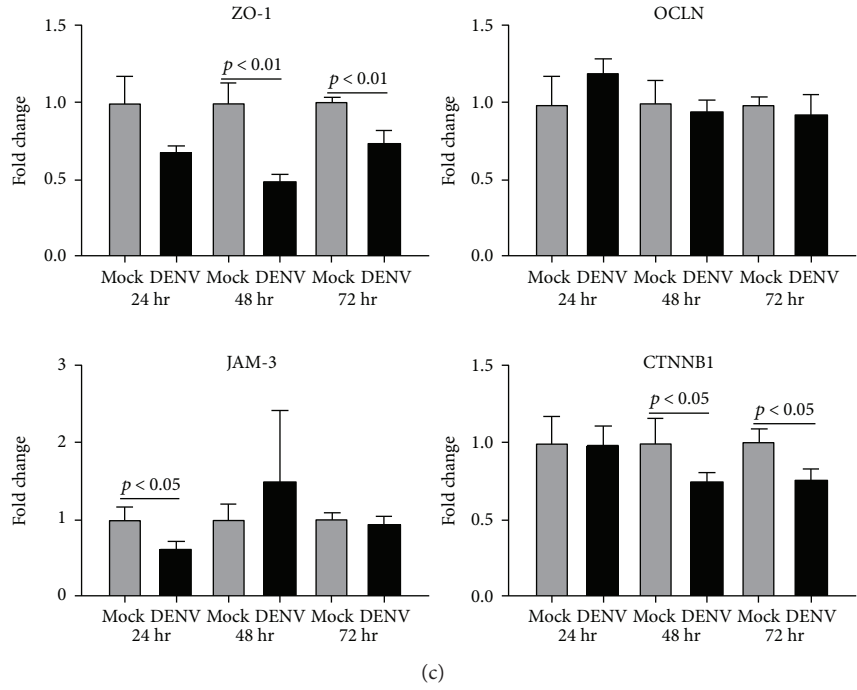 ZO-1
1.5
1.0
0.5
0.0
Fold change
p < 0.01
p < 0.01
Mock DENV Mock DENV Mock DENV
24 hr 48 hr 72 hr
OCLN
1.5
1.0
0.5
0.0
Fold change
Mock DENV Mock DENV Mock DENV
24 hr 48 hr 72 hr
JAM-3
3
2
1
0
Fold change
p < 0.05
Mock DENV Mock DENV Mock DENV
24 hr 48 hr 72 hr
CTNNB1
1.5
1.0
0.5
0.0
Fold change
p < 0.05
p < 0.05
Mock DENV Mock DENV Mock DENV
24 hr 48 hr 72 hr
(c)